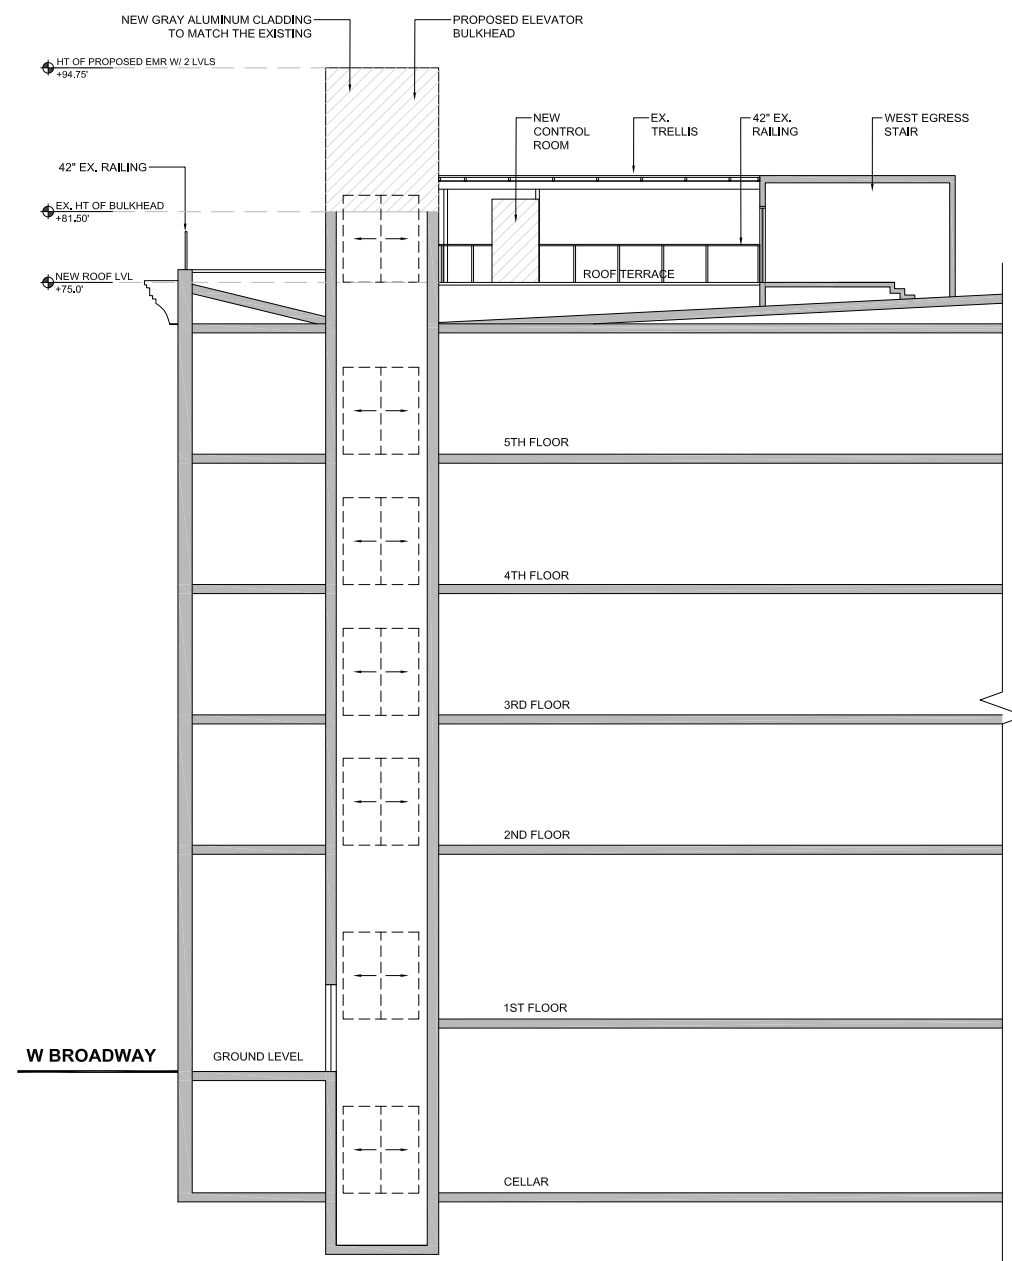 NEW GRAY ALUMINUM CLADDING
TO MATCH THE EXISTING
PROPOSED ELEVATOR
BULKHEAD
HT OF PROPOSED EMR W/ 2 LVLS
+94.75'
NEW
CONTROL
ROOM
EX.
TRELLIS
42" EX.
RAILING
WEST EGRESS
STAIR
42" EX. RAILING
EX. HT OF BULKHEAD
+81.50'
NEW ROOF LVL
+75.0'
ROOF TERRACE
5TH FLOOR
4TH FLOOR
3RD FLOOR
2ND FLOOR
1ST FLOOR
W BROADWAY
GROUND LEVEL
CELLAR